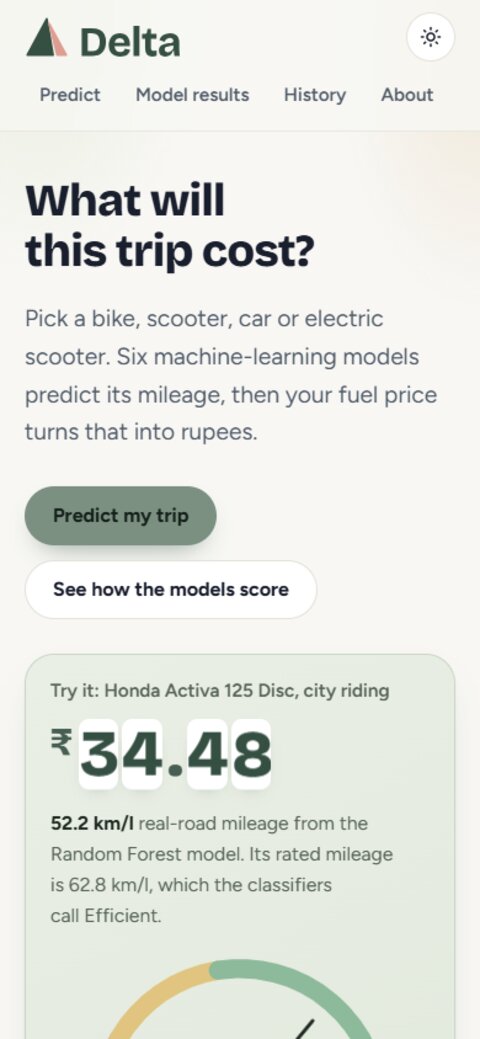 Delta
Predict Model results History About
What will
this trip cost?
Pick a bike, scooter, car or electric
scooter. Six machine-learning models
predict its mileage, then your fuel price
turns that into rupees.
Predict my trip
See how the models score
Try it: Honda Activa 125 Disc, city riding
₹34.48
52.2 km/l real-road mileage from the
Random Forest model. Its rated mileage
is 62.8 km/l, which the classifiers
call Efficient.